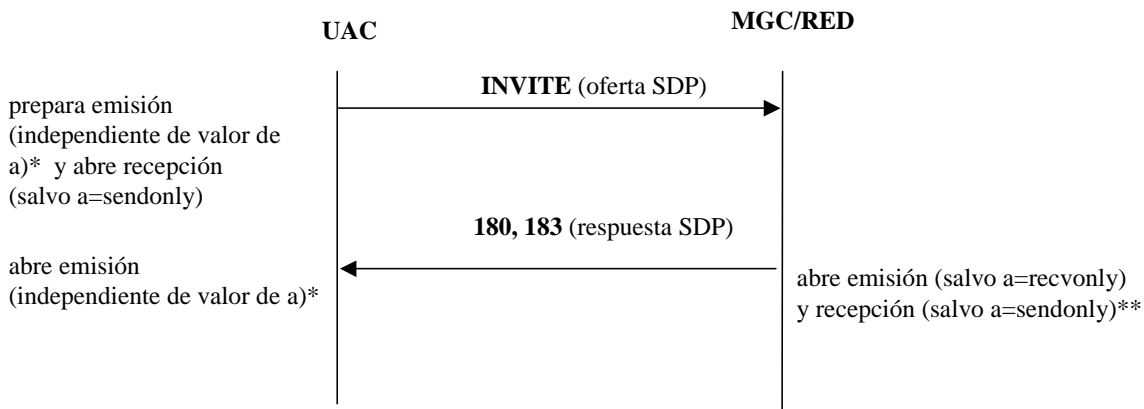 UAC
MGC/RED
INVITE (oferta SDP)
prepara emisión
(independiente de valor de
a)* y abre recepción
(salvo a=sendonly)
180, 183 (respuesta SDP)
abre emisión
(independiente de valor de a)*
abre emisión (salvo a=recvonly)
y recepción (salvo a=sendonly)**